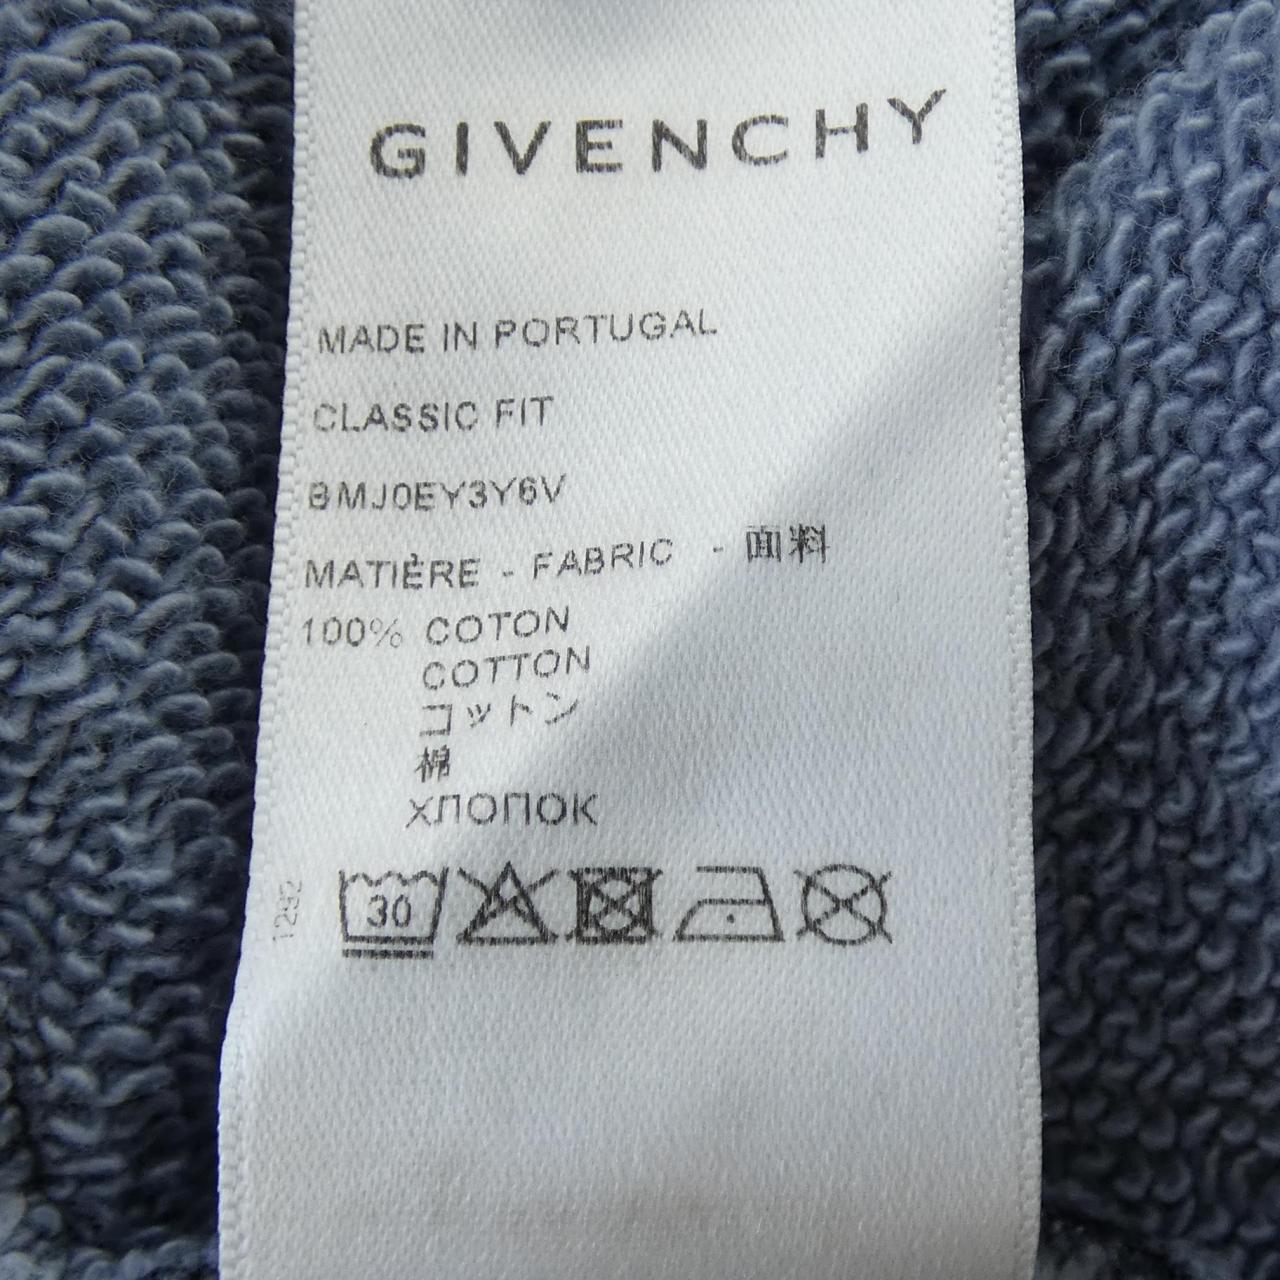 GIVENCHY
MADE IN PORTUGAL
CLASSIC FIT
BMJ0EY3Y6V
MATIÈRE - FABRIC - 面料
100% COTON
COTTON
コットン
棉
ХЛОПОК
1292
30